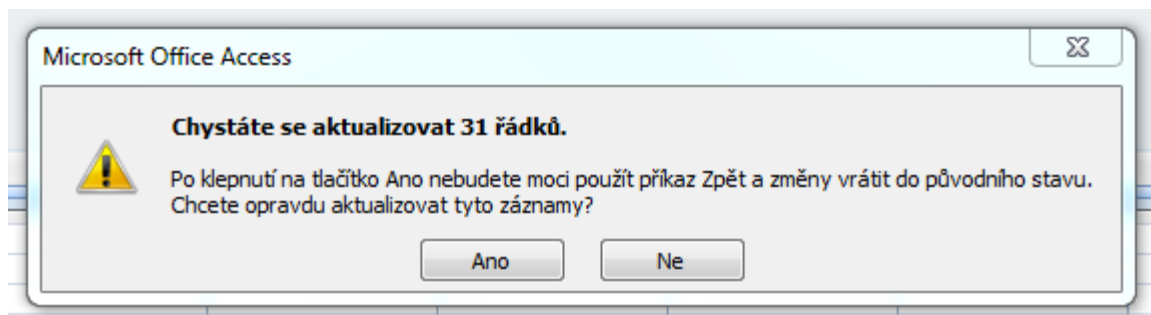 Microsoft Office Access
Chystáte se aktualizovat 31 řádků.
Po klepnutí na tlačítko Ano nebudete moci použít příkaz Zpět a změny vrátit do původního stavu.
Chcete opravdu aktualizovat tyto záznamy?
Ano
Ne